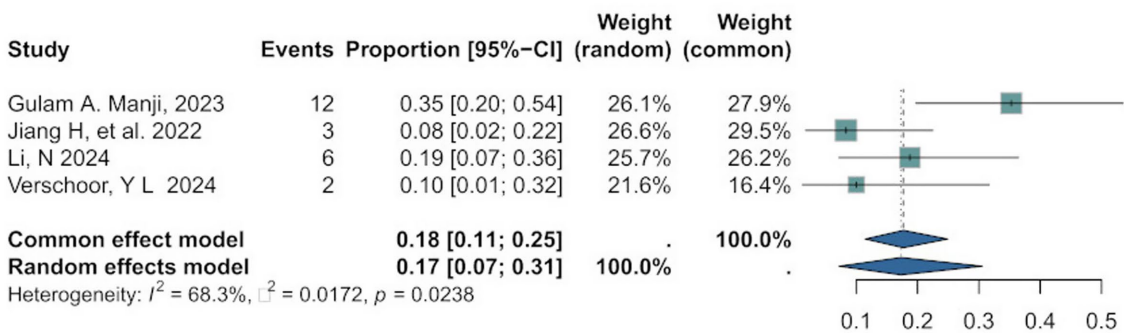 Weight Weight
Study Events Proportion [95%−CI] (random) (common)
Gulam A. Manji, 2023 12 0.35 [0.20; 0.54] 26.1% 27.9%
Jiang H, et al. 2022 3 0.08 [0.02; 0.22] 26.6% 29.5%
Li, N 2024 6 0.19 [0.07; 0.36] 25.7% 26.2%
Verschoor, Y L 2024 2 0.10 [0.01; 0.32] 21.6% 16.4%
Common effect model 0.18 [0.11; 0.25] . 100.0%
Random effects model 0.17 [0.07; 0.31] 100.0% .
Heterogeneity: I² = 68.3%, □² = 0.0172, p = 0.0238
0.1 0.2 0.3 0.4 0.5